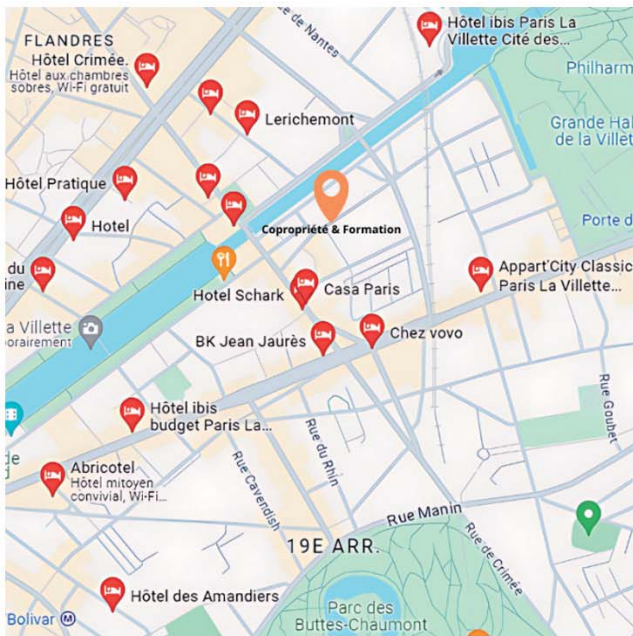 Hôtel ibis Paris La
Villette Cité des...
Rue de Nantes
FLANDRES
Hôtel Crimée.
Hôtel aux chambres
sobres, Wi-Fi gratuit
Philharm
Lerichemont
Grande Hal
de la Villet
Hôtel Pratique
Hotel
Copropriété & Formation
Porte d
du
ine
Appart'City Classic
Paris La Villette...
Hotel Schark
Casa Paris
a Villette
porairement
BK Jean Jaurès
Chez vovo
Hôtel ibis
budget Paris La...
Rue Goubet
de
d
Abricotel
Hôtel mitoyen
convivial, Wi-Fi...
Rue Cavendish
Rue du Rhin
Rue Manin
19E ARR.
Rue de Crimée
Hôtel des Amandiers
Bolivar M
Parc des
Buttes-Chaumont